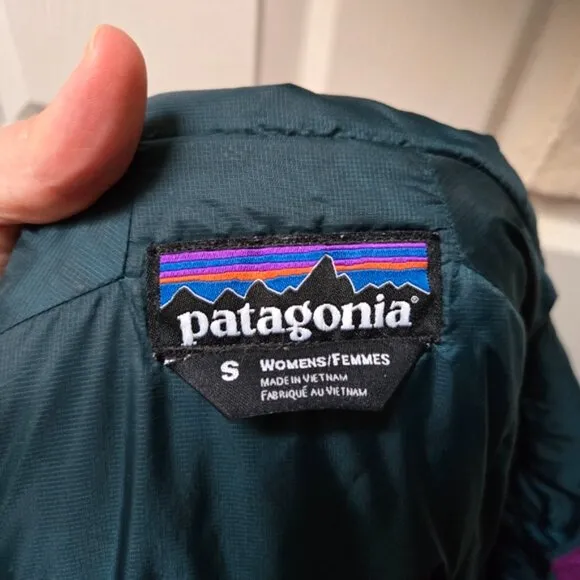 patagonia®
S WOMENS/FEMMES
MADE IN VIETNAM
FABRIQUÉ AU VIETNAM